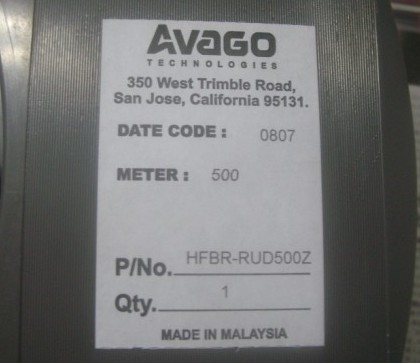 AVAGO
TECHNOLOGIES
350 West Trimble Road,
San Jose, California 95131.
DATE CODE : 0807
METER : 500
P/No. HFBR-RUD500Z
Qty. 1
MADE IN MALAYSIA